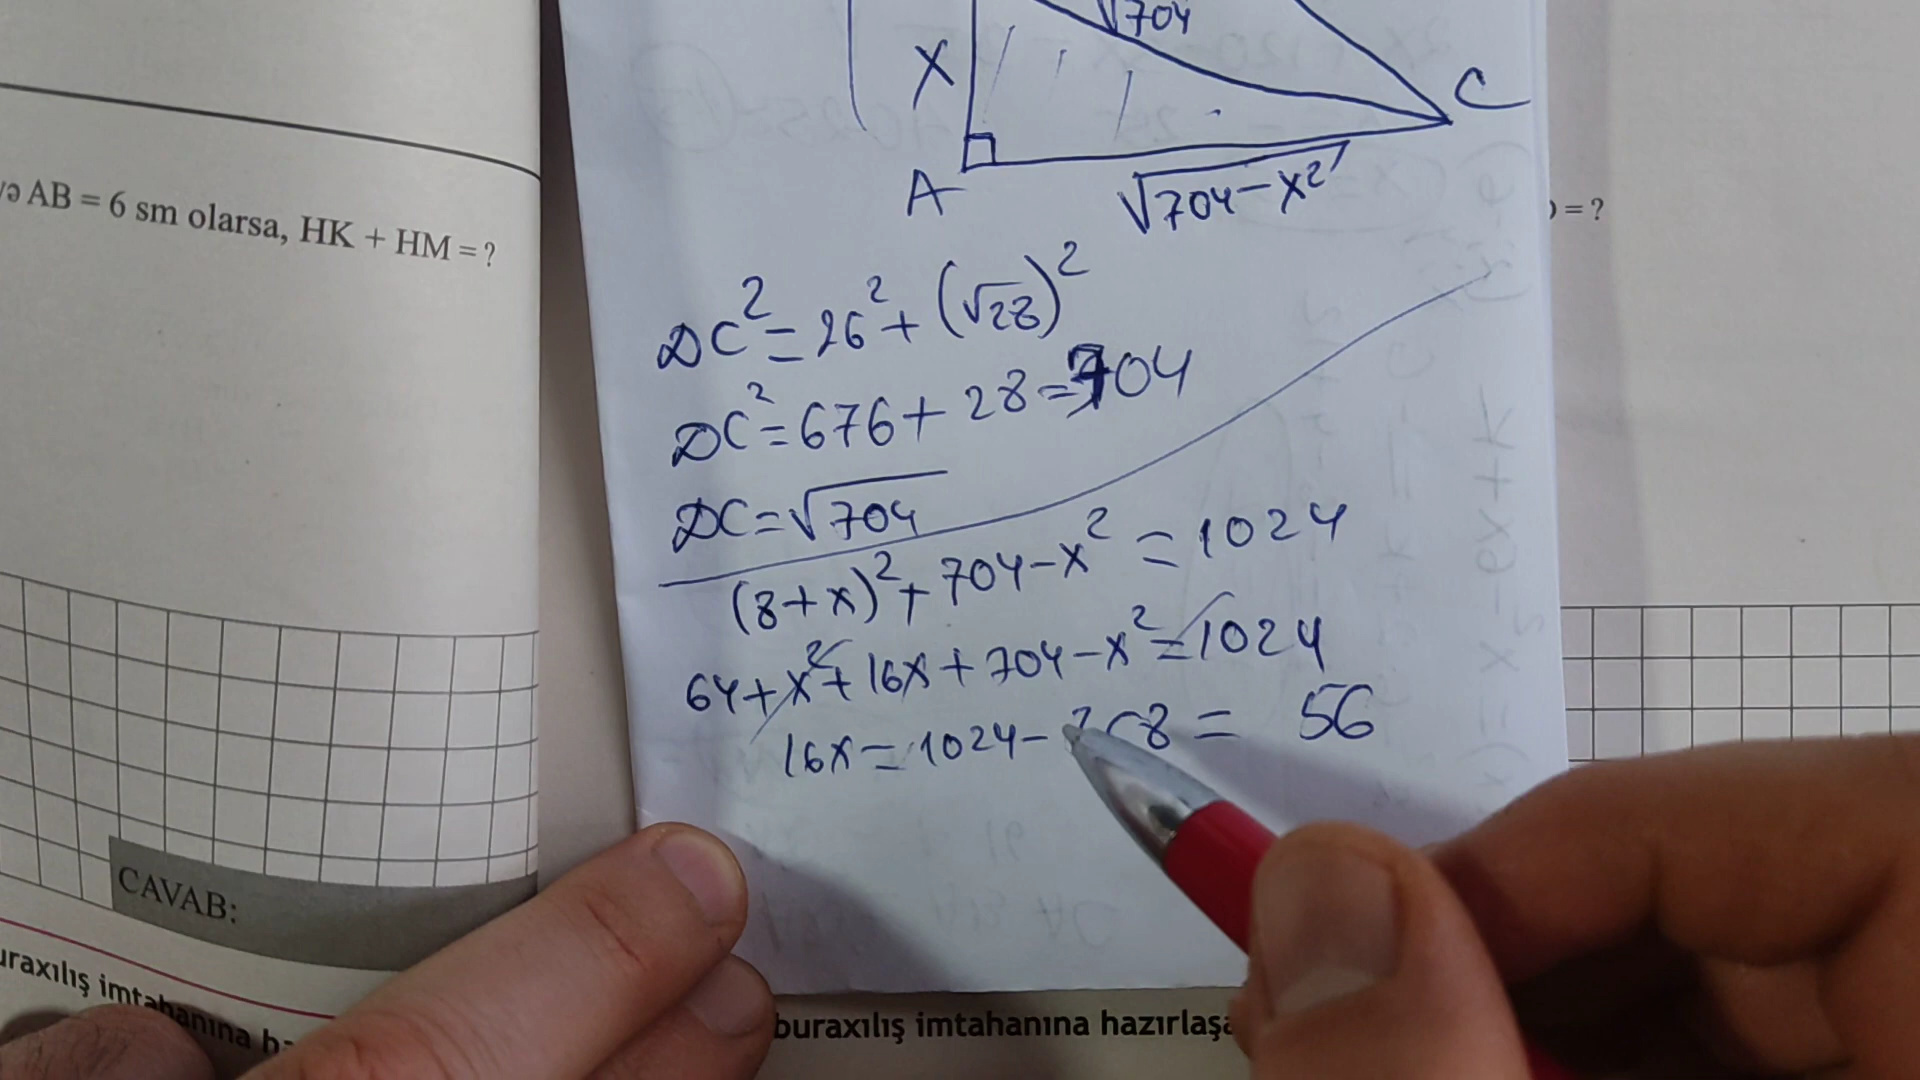 √704
X
C
A
√704-x²
və AB = 6 sm olarsa, HK + HM = ?
= ?
DC² = 26² + (√28)²
DC² = 676 + 28 = 704
DC = √704
(8+x)² + 704 - x² = 1024
64 + x² + 16x + 704 - x² = 1024
16x = 1024 - 8 = 56
CAVAB:
imtahanına
buraxılış imtahanına